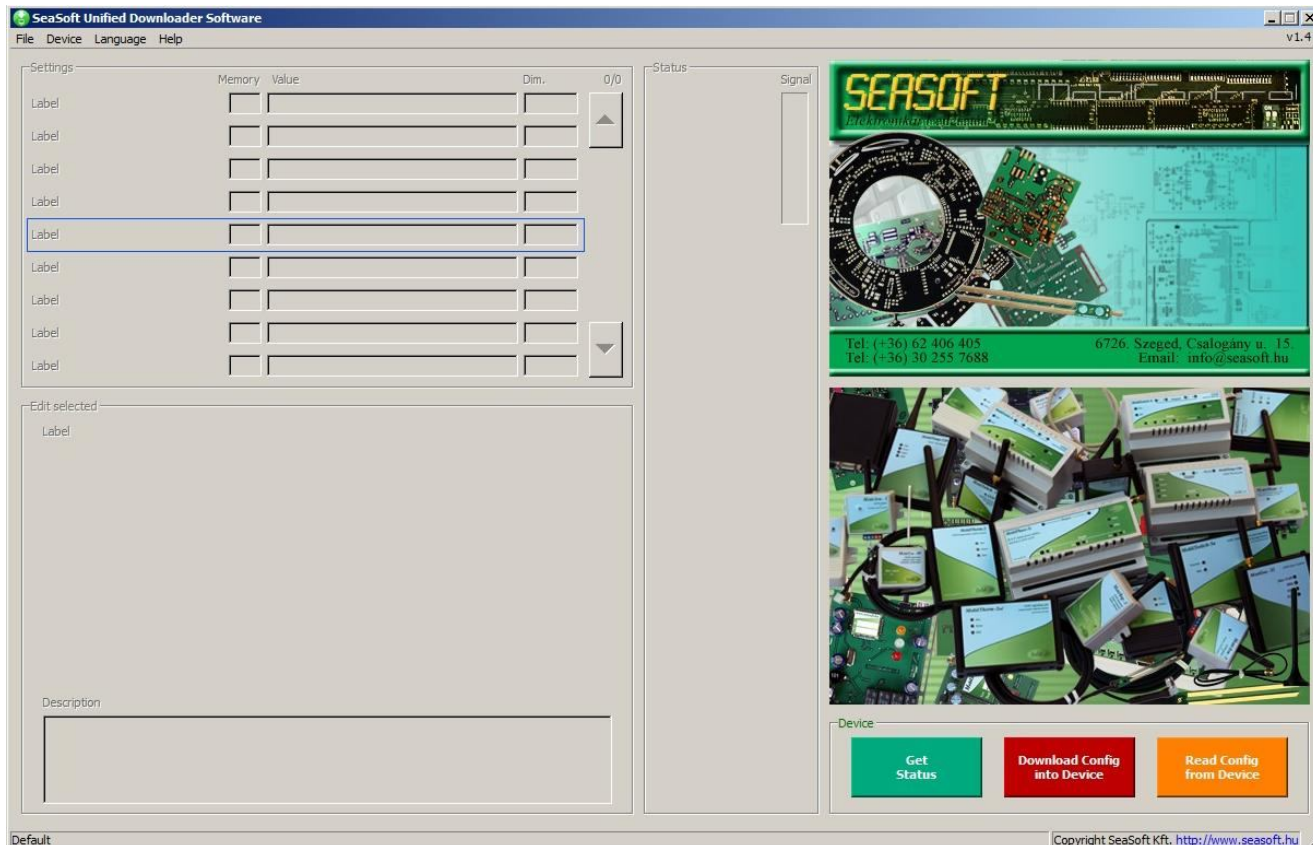 SeaSoft Unified Downloader Software
File Device Language Help
v1.4
Settings
Memory Value Dim. 0/0
Label
Label
Label
Label
Label
Label
Label
Label
Label
Edit selected
Label
Description
Status
Signal
SEASOFT
Tel: (+36) 62 406 405
Tel: (+36) 30 255 7688
6726. Szeged, Csalogány u. 15.
Email: info@seasoft.hu
Device
Get
Status
Download Config
into Device
Read Config
from Device
Default
Copyright SeaSoft Kft. http://www.seasoft.hu